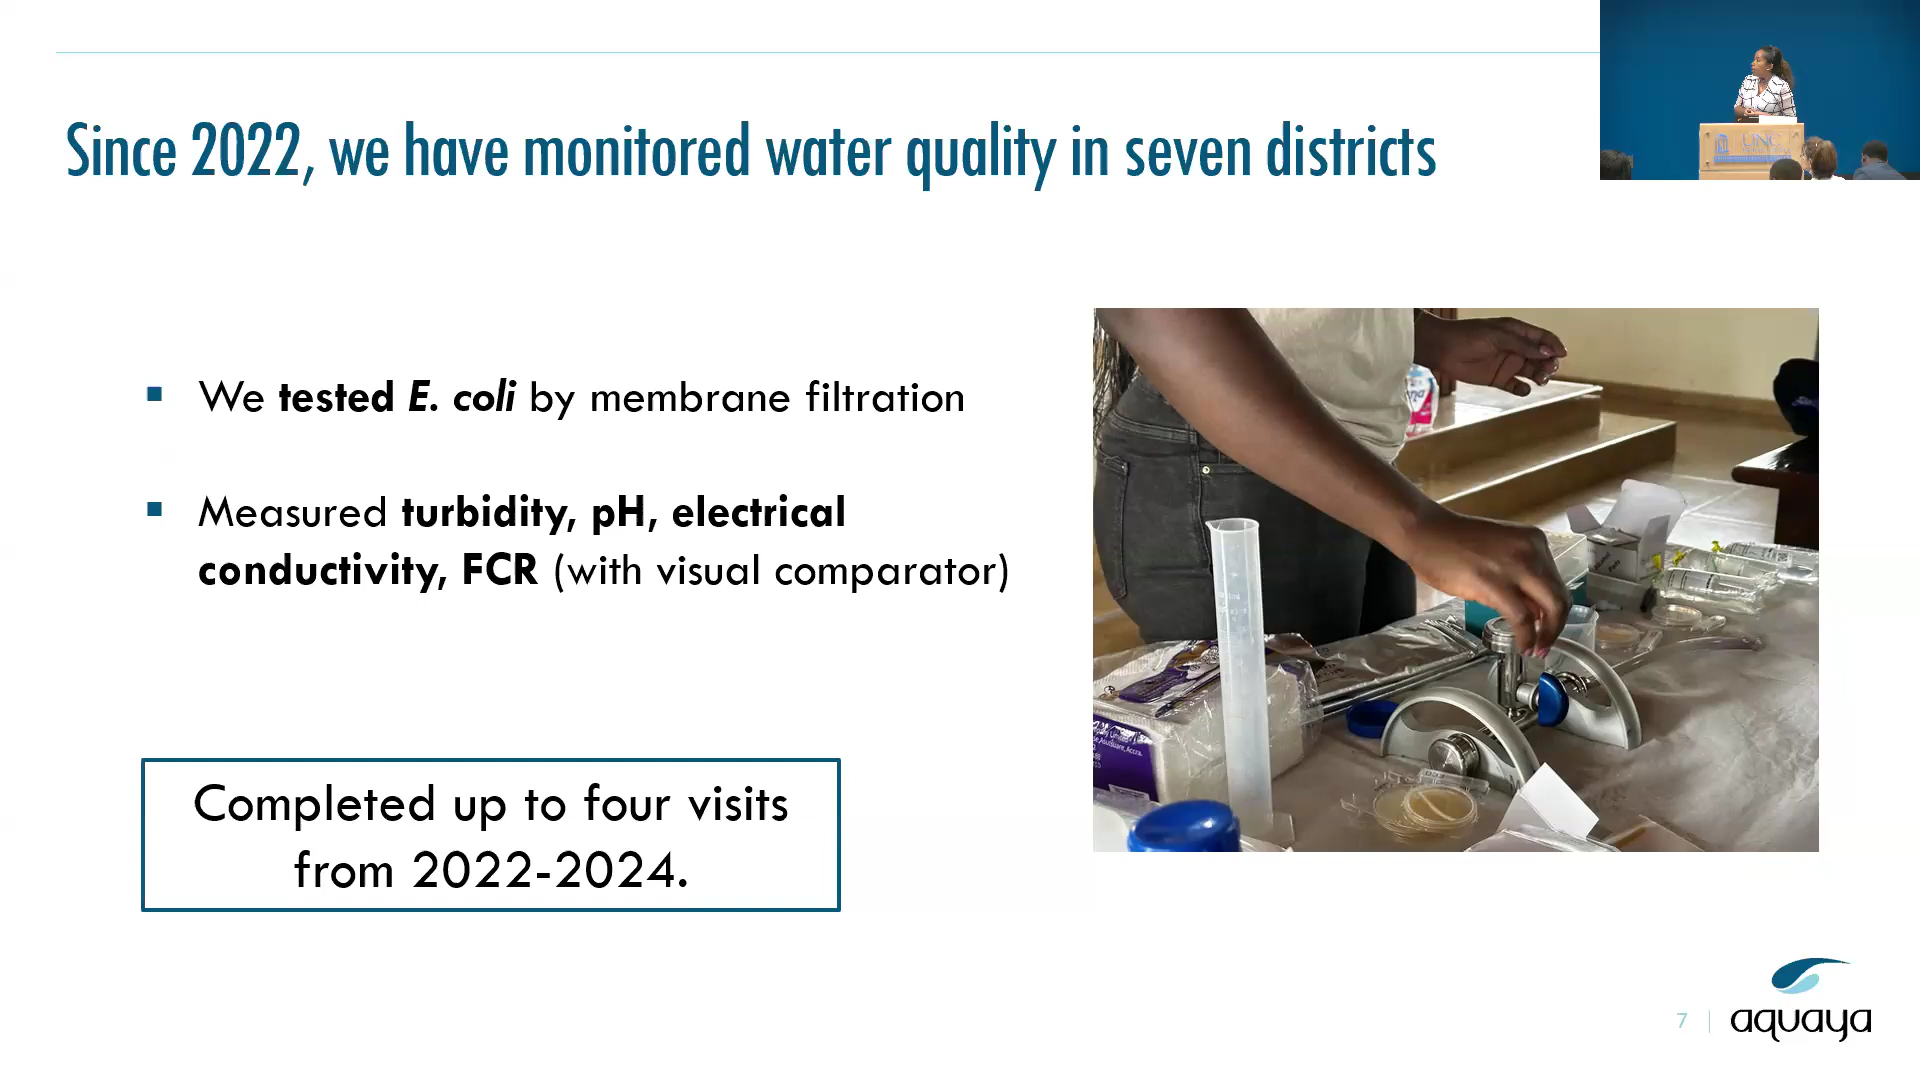 Since 2022, we have monitored water quality in seven districts
UNC
▪ We tested E. coli by membrane filtration
▪ Measured turbidity, pH, electrical
conductivity, FCR (with visual comparator)
Completed up to four visits
from 2022-2024.
7
aquaya